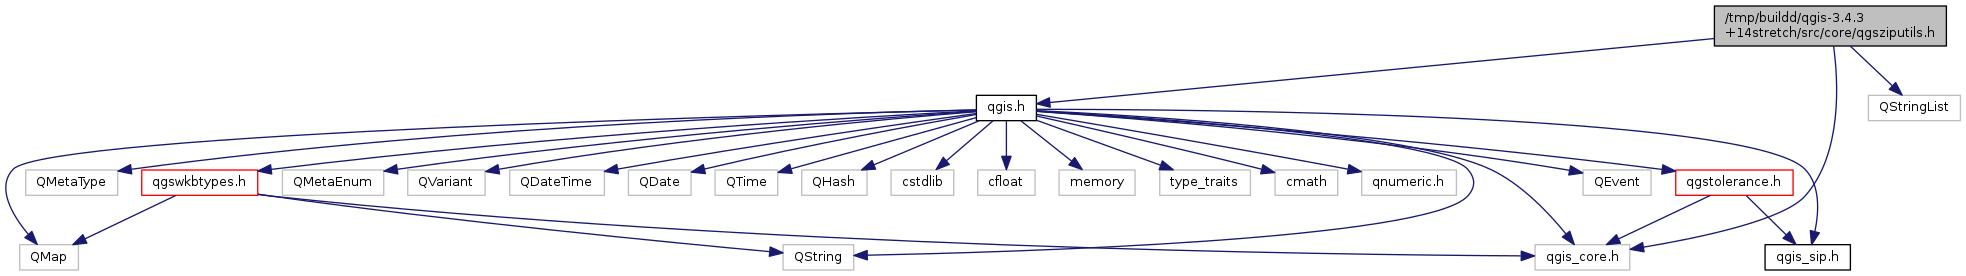 /tmp/buildd/qgis-3.4.3
+14stretch/src/core/qgsziputils.h
qgis.h
QStringList
QMetaType
qgswkbtypes.h
QMetaEnum
QVariant
QDateTime
QDate
QTime
QHash
cstdlib
cfloat
memory
type_traits
cmath
qnumeric.h
QEvent
qgstolerance.h
QMap
QString
qgis_core.h
qgis_sip.h